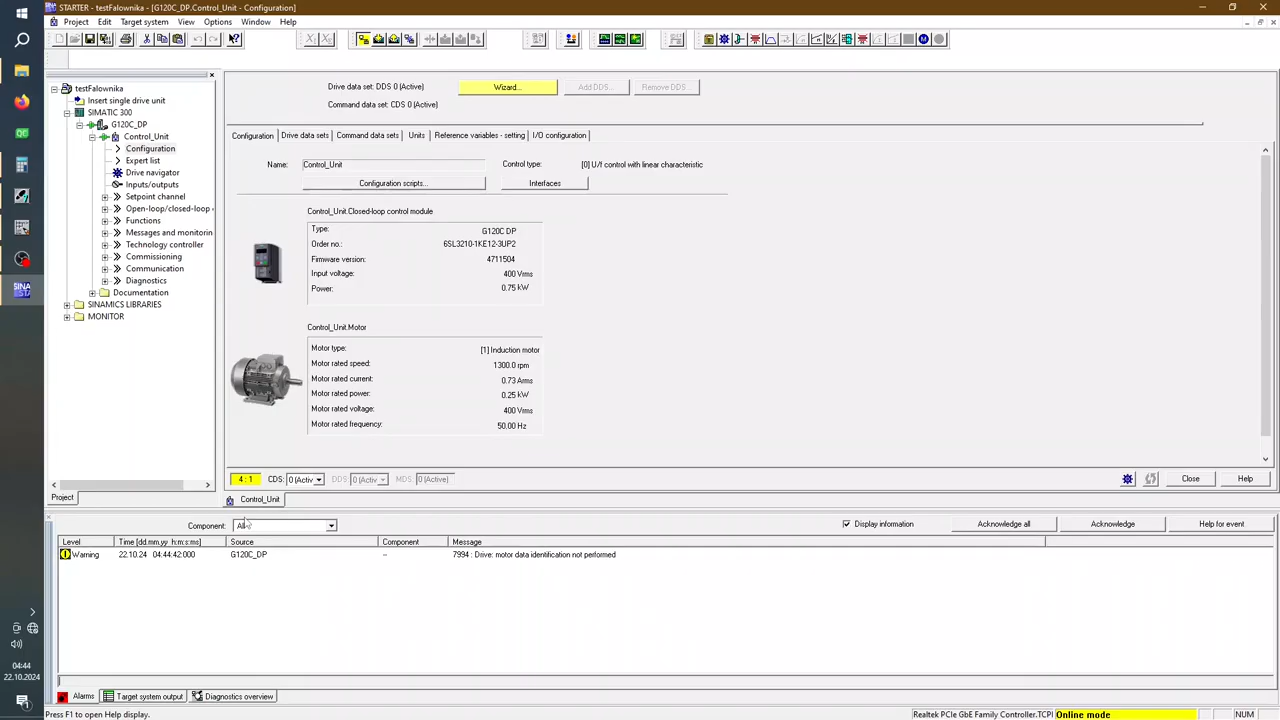 STARTER - testFalownika - [G120C_DP.Control_Unit - Configuration]
Project Edit Target system View Options Window Help
testFalownika
Insert single drive unit
SIMATIC 300
G120C_DP
Control_Unit
Configuration
Expert list
Drive navigator
Inputs/outputs
Setpoint channel
Open-loop/closed-loop
Functions
Messages and monitorin
Technology controller
Commissioning
Communication
Diagnostics
Documentation
SINAMICS LIBRARIES
MONITOR
Project
Drive data set: DDS 0 (Active) Wizard... Add DDS... Remove DDS
Command data set: CDS 0 (Active)
Configuration Drive data sets Command data sets Units Reference variables - setting I/O configuration
Name: Control_Unit Control type: [0] U/f control with linear characteristic
Configuration scripts... Interfaces
Control_Unit.Closed-loop control module
Type: G120C DP
Order no.: 6SL3210-1KE12-3UP2
Firmware version: 4711504
Input voltage: 400 Vrms
Power: 0.75 kW
Control_Unit.Motor
Motor type: [1] Induction motor
Motor rated speed: 1300.0 rpm
Motor rated current: 0.73 Arms
Motor rated power: 0.25 kW
Motor rated voltage: 400 Vrms
Motor rated frequency: 50.00 Hz
4 : 1 CDS: 0 (Activ DDS: 0 (Activ MDS: 0 (Active) Close Help
Control_Unit
Component: All Display information Acknowledge all Acknowledge Help for event
Level Time [dd.mm.yy h:m:s:ms] Source Component Message
Warning 22.10.24 04:44:42:000 G120C_DP -- 7994 : Drive: motor data identification not performed
Alarms Target system output Diagnostics overview
Press F1 to open Help display. Realtek PCIe GbE Family Controller.TCPI Online mode NUM
QC
SINA
STA
04:44
22.10.2024
1